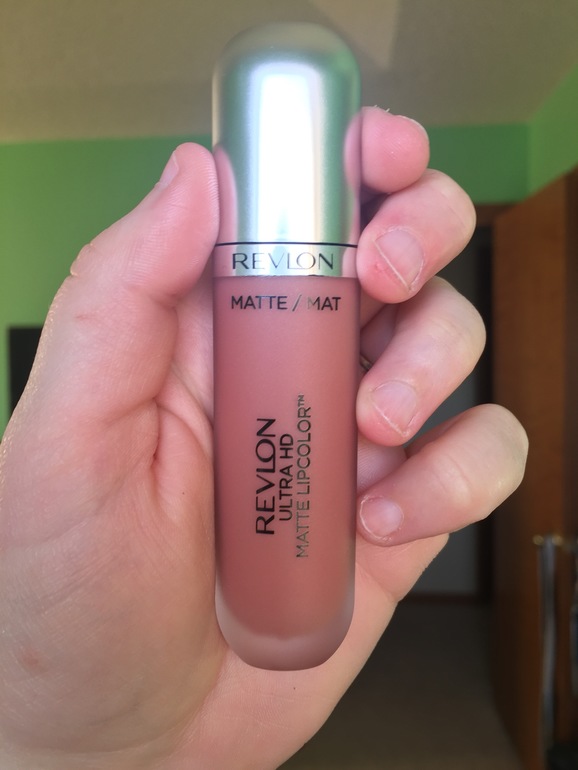 REVLON
MATTE / MAT
REVLON
ULTRA HD
MATTE LIPCOLOR™